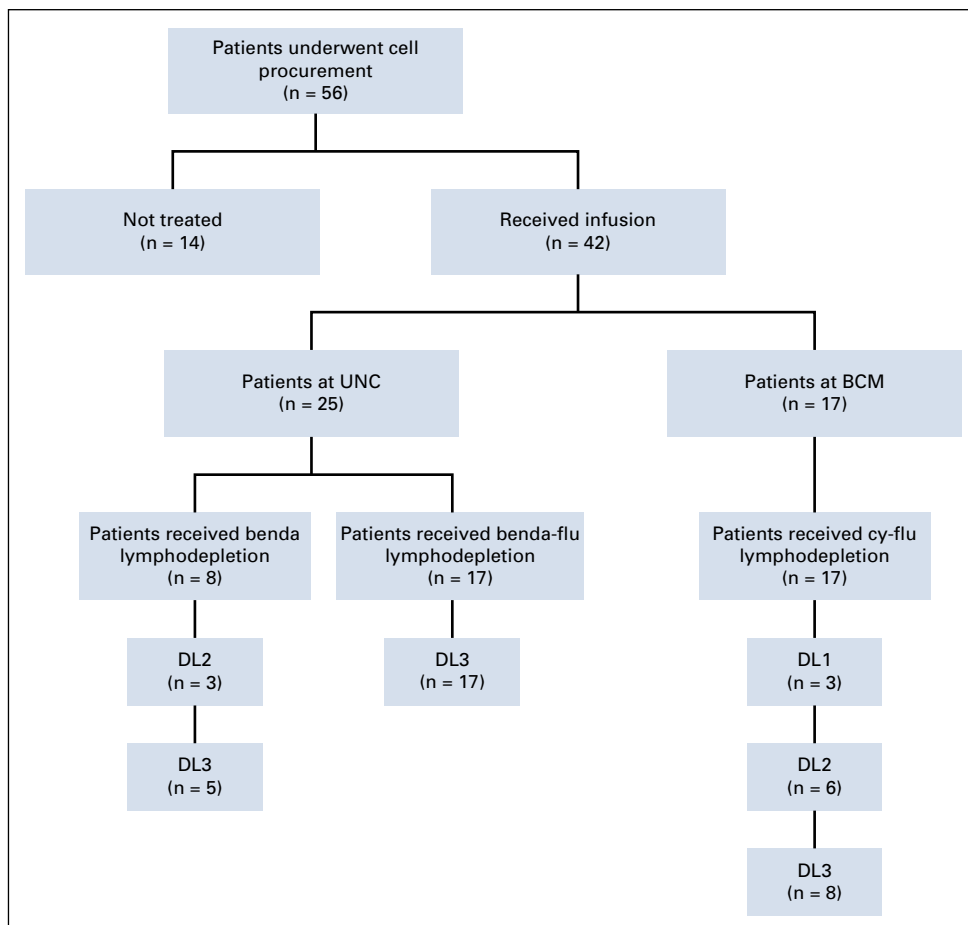 Patients underwent cell
procurement
(n = 56)
Not treated
(n = 14)
Received infusion
(n = 42)
Patients at UNC
(n = 25)
Patients at BCM
(n = 17)
Patients received benda
lymphodepletion
(n = 8)
Patients received benda-flu
lymphodepletion
(n = 17)
Patients received cy-flu
lymphodepletion
(n = 17)
DL2
(n = 3)
DL3
(n = 17)
DL1
(n = 3)
DL3
(n = 5)
DL2
(n = 6)
DL3
(n = 8)